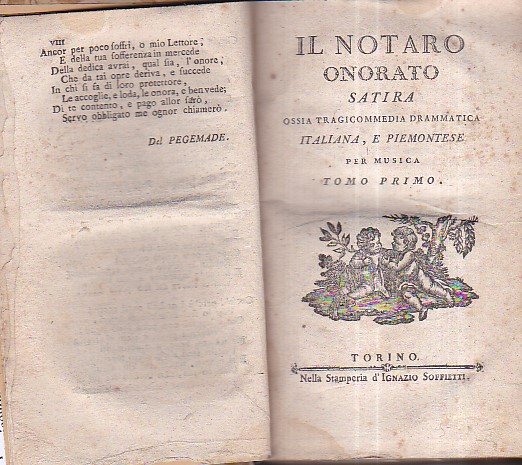 VIII
Ancor per poco soffri, o mio Lettore,
E della tua sofferenza in mercede
Della dedica avrai, qual sia, l'onore,
Che da tai opre deriva, e succede
In chi si fa di loro protettore,
Le accoglie, e loda, le onora, e ben vede;
Di te contento, e pago allor sarò,
Servo obbligato me ognor chiamerò.
Del PEGEMADE.
IL NOTARO
ONORATO
SATIRA
OSSIA TRAGICOMMEDIA DRAMMATICA
ITALIANA, E PIEMONTESE
PER MUSICA
TOMO PRIMO.
TORINO.
Nella Stamperia d'IGNAZIO SOFFIETTI.